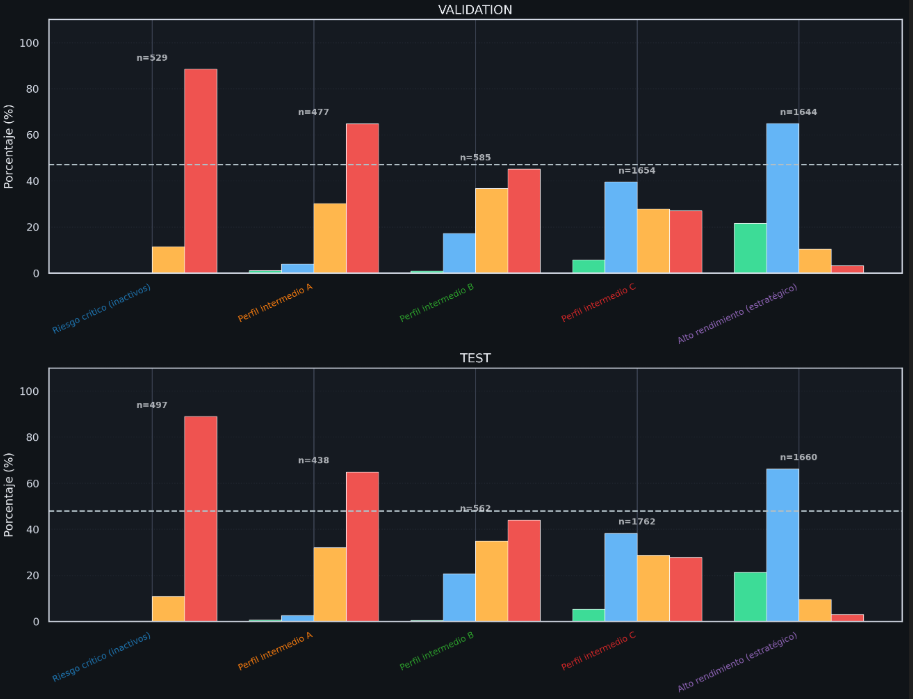 VALIDATION
Porcentaje (%)
100
80
60
40
20
0
n=529
n=477
n=585
n=1654
n=1644
Riesgo crítico (inactivos)
Perfil intermedio A
Perfil intermedio B
Perfil intermedio C
Alto rendimiento (estratégico)
TEST
Porcentaje (%)
100
80
60
40
20
0
n=497
n=438
n=562
n=1762
n=1660
Riesgo crítico (inactivos)
Perfil intermedio A
Perfil intermedio B
Perfil intermedio C
Alto rendimiento (estratégico)